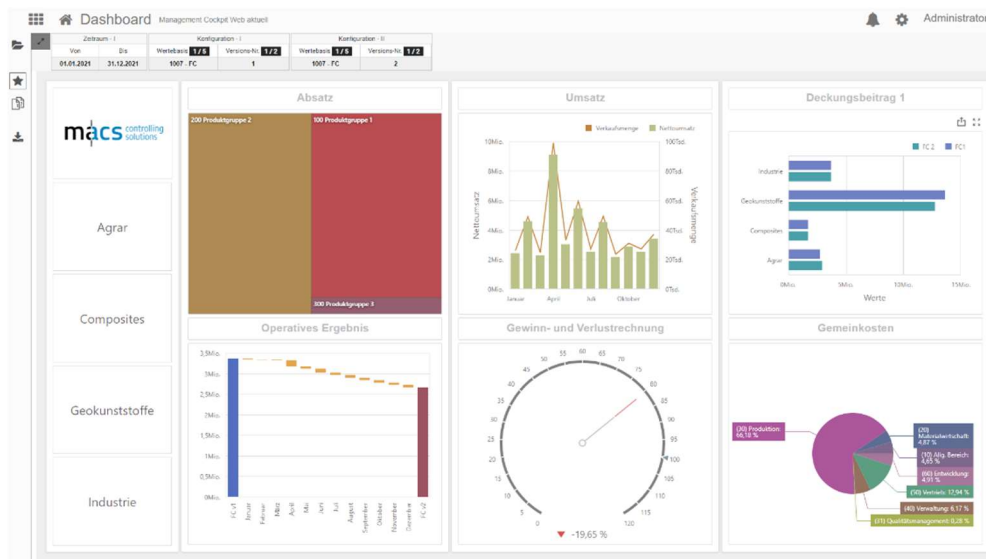 Dashboard Management Cockpit Web aktuell
Administrator
Zeitraum - I
Konfiguration - I
Konfiguration - II
Von
Bis
Wertebasis 1 / 5
Versions-Nr. 1 / 2
Wertebasis 1 / 5
Versions-Nr. 1 / 2
01.01.2021
31.12.2021
1007 - FC
1
1007 - FC
2
macs controlling
solutions
Agrar
Composites
Geokunststoffe
Industrie
Absatz
200 Produktgruppe 2
100 Produktgruppe 1
300 Produktgruppe 3
Umsatz
Verkaufsmenge
Nettoumsatz
10Mio.
8Mio.
6Mio.
4Mio.
2Mio.
0Mio.
Nettoumsatz
100Tsd.
80Tsd.
60Tsd.
40Tsd.
20Tsd.
0Tsd.
Verkaufsmenge
Januar
April
Juli
Oktober
Deckungsbeitrag 1
FC 2
FC1
Industrie
Geokunststoffe
Composites
Agrar
0Mio.
5Mio.
10Mio.
15Mio.
Werte
Operatives Ergebnis
3,5Mio.
3Mio.
2,5Mio.
2Mio.
1,5Mio.
1Mio.
0,5Mio.
0Mio.
FC v1
Januar
Februar
März
April
Mai
Juni
Juli
August
September
Oktober
November
Dezember
FC v2
Gewinn- und Verlustrechnung
0
5
10
15
20
25
30
35
40
45
50
55
60
65
70
75
80
85
90
95
100
105
110
115
120
-19,65 %
Gemeinkosten
(30) Produktion:
66,18 %
(20)
Materialwirtschaft:
4,87 %
(10) Allg. Bereich:
4,65 %
(60) Entwicklung:
4,91 %
(50) Vertrieb: 12,94 %
(40) Verwaltung: 6,17 %
(31) Qualitätsmanagement: 0,28 %